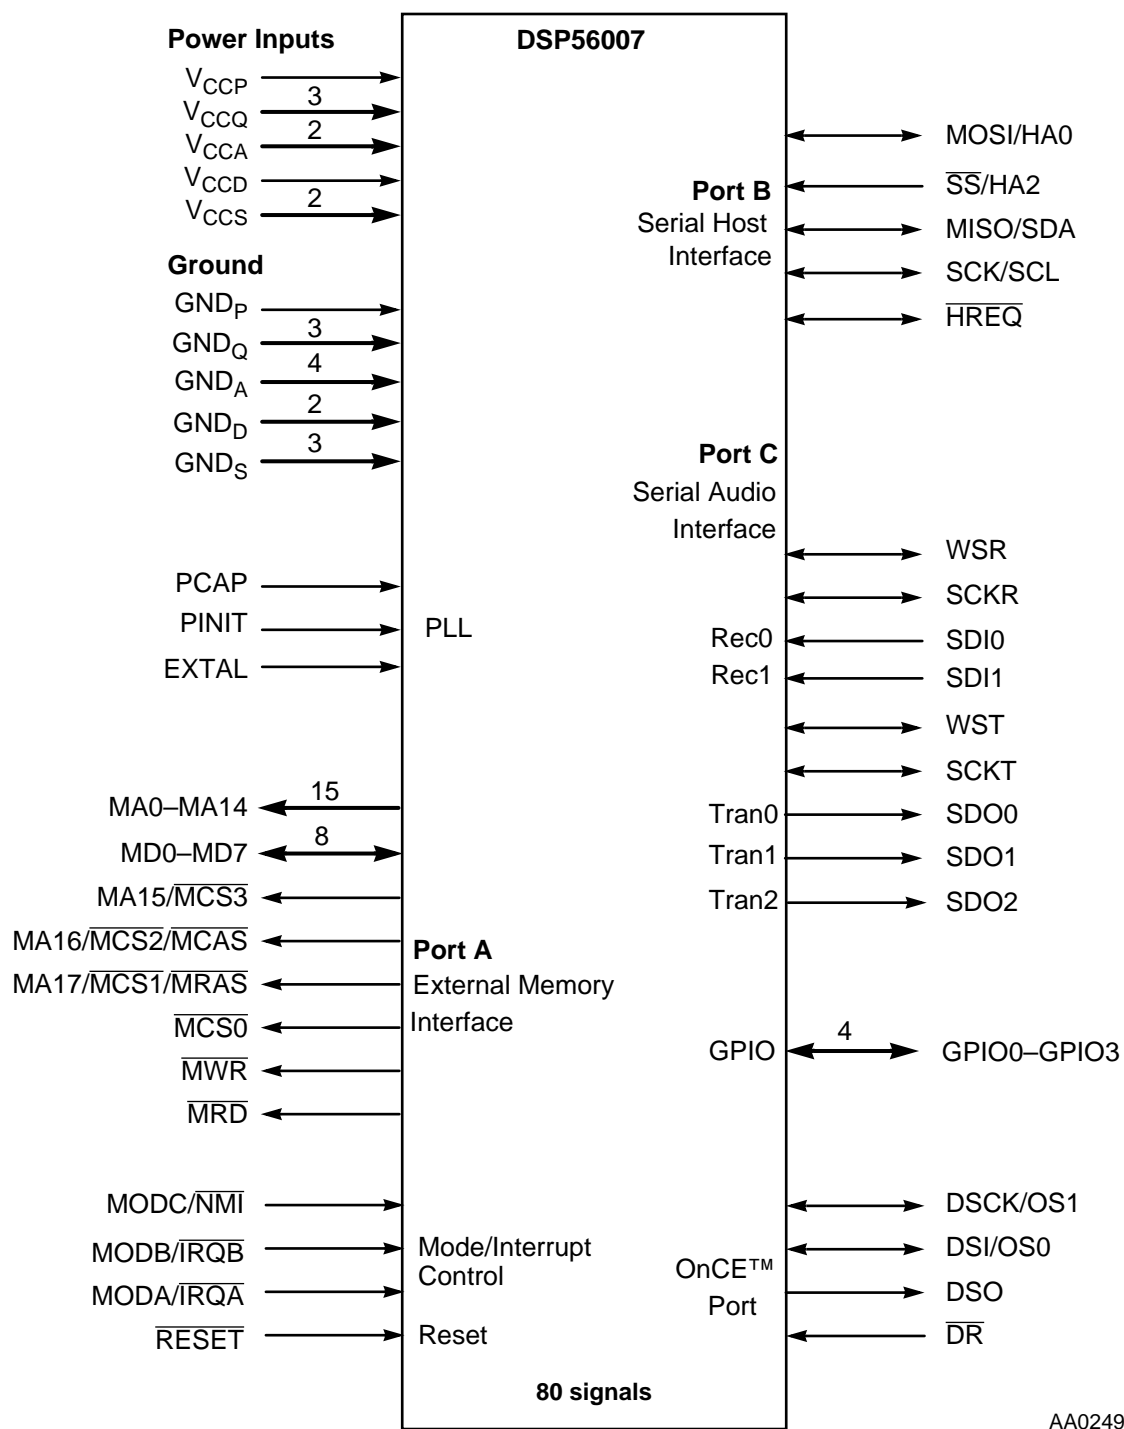 DSP56007
Power Inputs
VCCP
3
VCCQ
2
VCCA
VCCD
2
VCCS
Ground
GNDP
3
GNDQ
4
GNDA
2
GNDD
3
GNDS
PCAP
PINIT
PLL
EXTAL
15
MA0–MA14
8
MD0–MD7
MA15/MCS3
MA16/MCS2/MCAS
MA17/MCS1/MRAS
MCS0
MWR
MRD
Port A
External Memory
Interface
MODC/NMI
MODB/IRQB
MODA/IRQA
RESET
Mode/Interrupt
Control
Reset
Port B
Serial Host
Interface
MOSI/HA0
SS/HA2
MISO/SDA
SCK/SCL
HREQ
Port C
Serial Audio
Interface
WSR
SCKR
Rec0 SDI0
Rec1 SDI1
WST
SCKT
Tran0 SDO0
Tran1 SDO1
Tran2 SDO2
4
GPIO GPIO0–GPIO3
OnCE™
Port
DSCK/OS1
DSI/OS0
DSO
DR
80 signals
AA0249